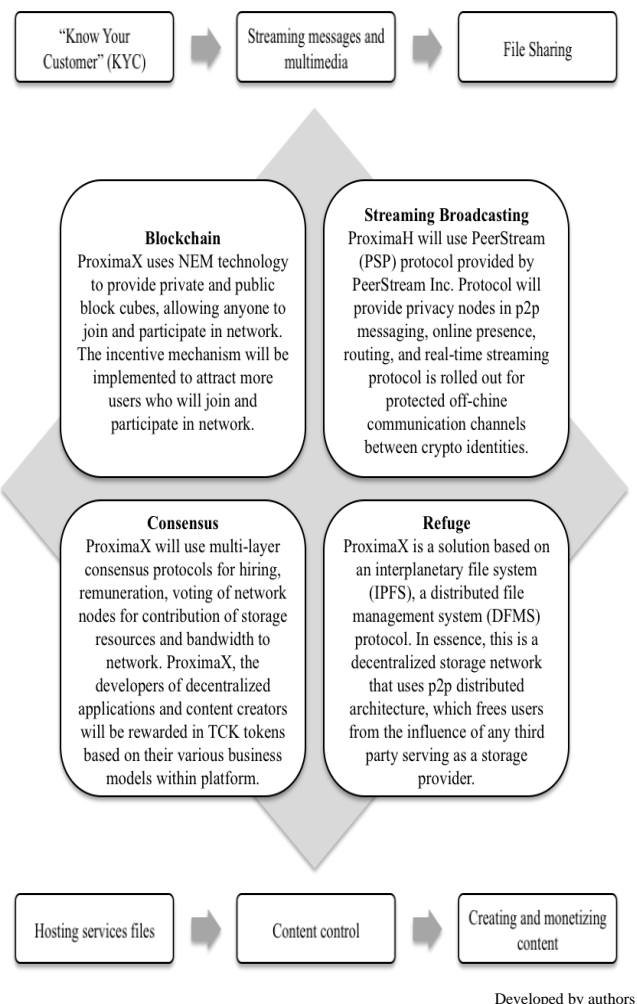 “Know Your
Customer” (KYC)
Streaming messages and
multimedia
File Sharing
Blockchain
ProximaX uses NEM technology
to provide private and public
block cubes, allowing anyone to
join and participate in network.
The incentive mechanism will be
implemented to attract more
users who will join and
participate in network.
Streaming Broadcasting
ProximaH will use PeerStream
(PSP) protocol provided by
PeerStream Inc. Protocol will
provide privacy nodes in p2p
messaging, online presence,
routing, and real-time streaming
protocol is rolled out for
protected off-chine
communication channels
between crypto identities.
Consensus
ProximaX will use multi-layer
consensus protocols for hiring,
remuneration, voting of network
nodes for contribution of storage
resources and bandwidth to
network. ProximaX, the
developers of decentralized
applications and content creators
will be rewarded in TCK tokens
based on their various business
models within platform.
Refuge
ProximaX is a solution based on
an interplanetary file system
(IPFS), a distributed file
management system (DFMS)
protocol. In essence, this is a
decentralized storage network
that uses p2p distributed
architecture, which frees users
from the influence of any third
party serving as a storage
provider.
Hosting services files
Content control
Creating and monetizing
content
Developed by authors